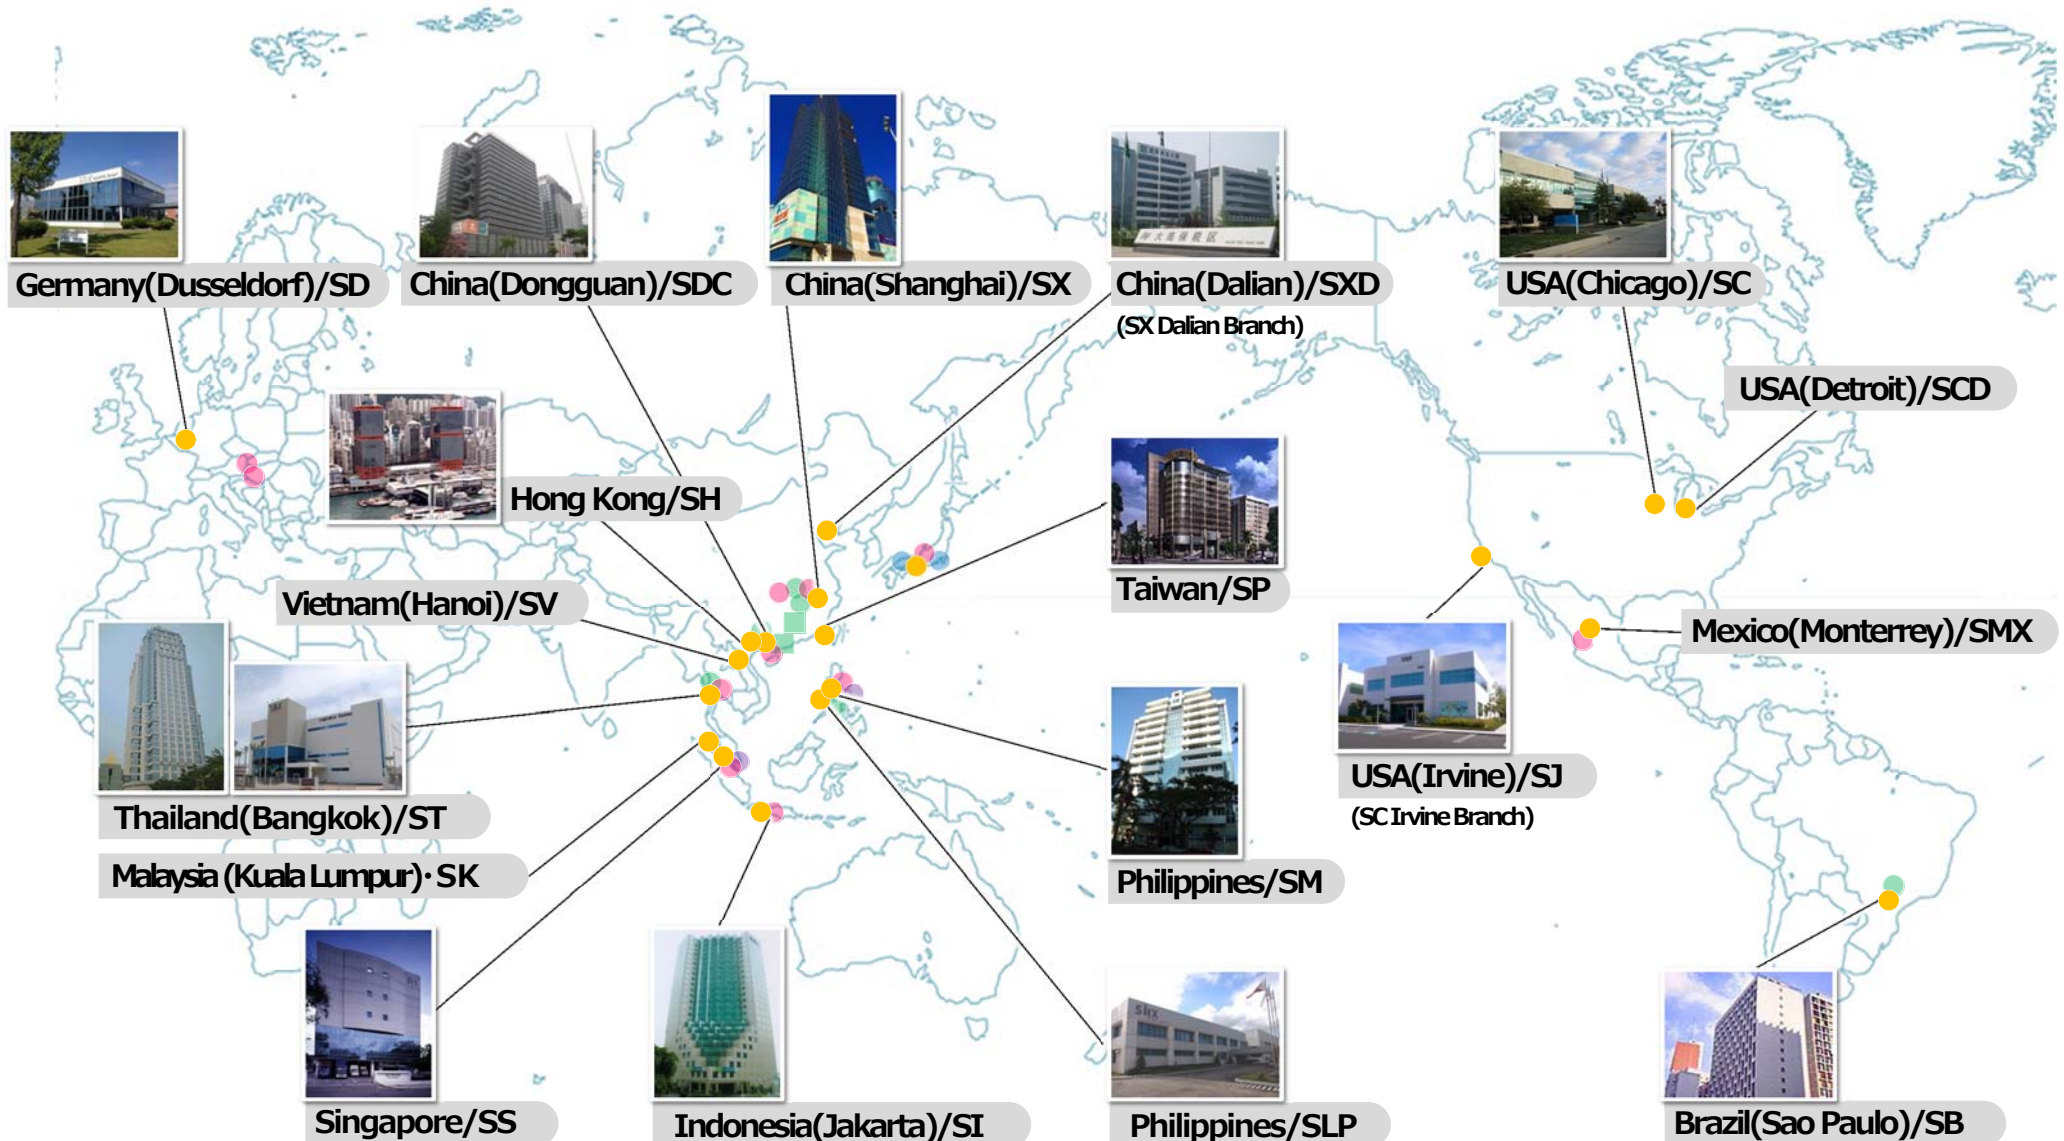 Germany(Dusseldorf)/SD
China(Dongguan)/SDC
China(Shanghai)/SX
China(Dalian)/SXD
(SX Dalian Branch)
USA(Chicago)/SC
USA(Detroit)/SCD
Hong Kong/SH
Vietnam(Hanoi)/SV
Taiwan/SP
Mexico(Monterrey)/SMX
USA(Irvine)/SJ
(SC Irvine Branch)
Thailand(Bangkok)/ST
Malaysia (Kuala Lumpur)・SK
Philippines/SM
Singapore/SS
Indonesia(Jakarta)/SI
SIIX
Philippines/SLP
Brazil(Sao Paulo)/SB